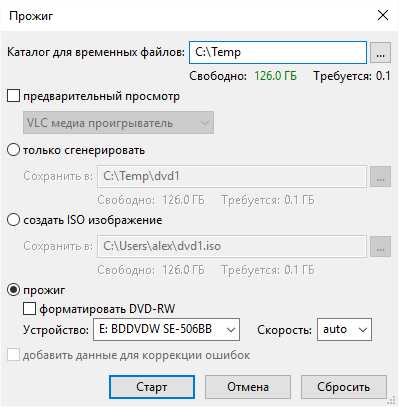 Прожиг
Каталог для временных файлов: C:\Temp ...
Свободно: 126.0 ГБ Требуется: 0.1
предварительный просмотр
VLC медиа проигрыватель
только сгенерировать
Сохранить в: C:\Temp\dvd1 ...
Свободно: 126.0 ГБ Требуется: 0.1 ГБ
создать ISO изображение
Сохранить в: C:\Users\alex\dvd1.iso ...
Свободно: 126.0 ГБ Требуется: 0.1 ГБ
прожиг
форматировать DVD-RW
Устройство: E: BDDVDW SE-506BB Скорость: auto
добавить данные для коррекции ошибок
Старт Отмена Сбросить